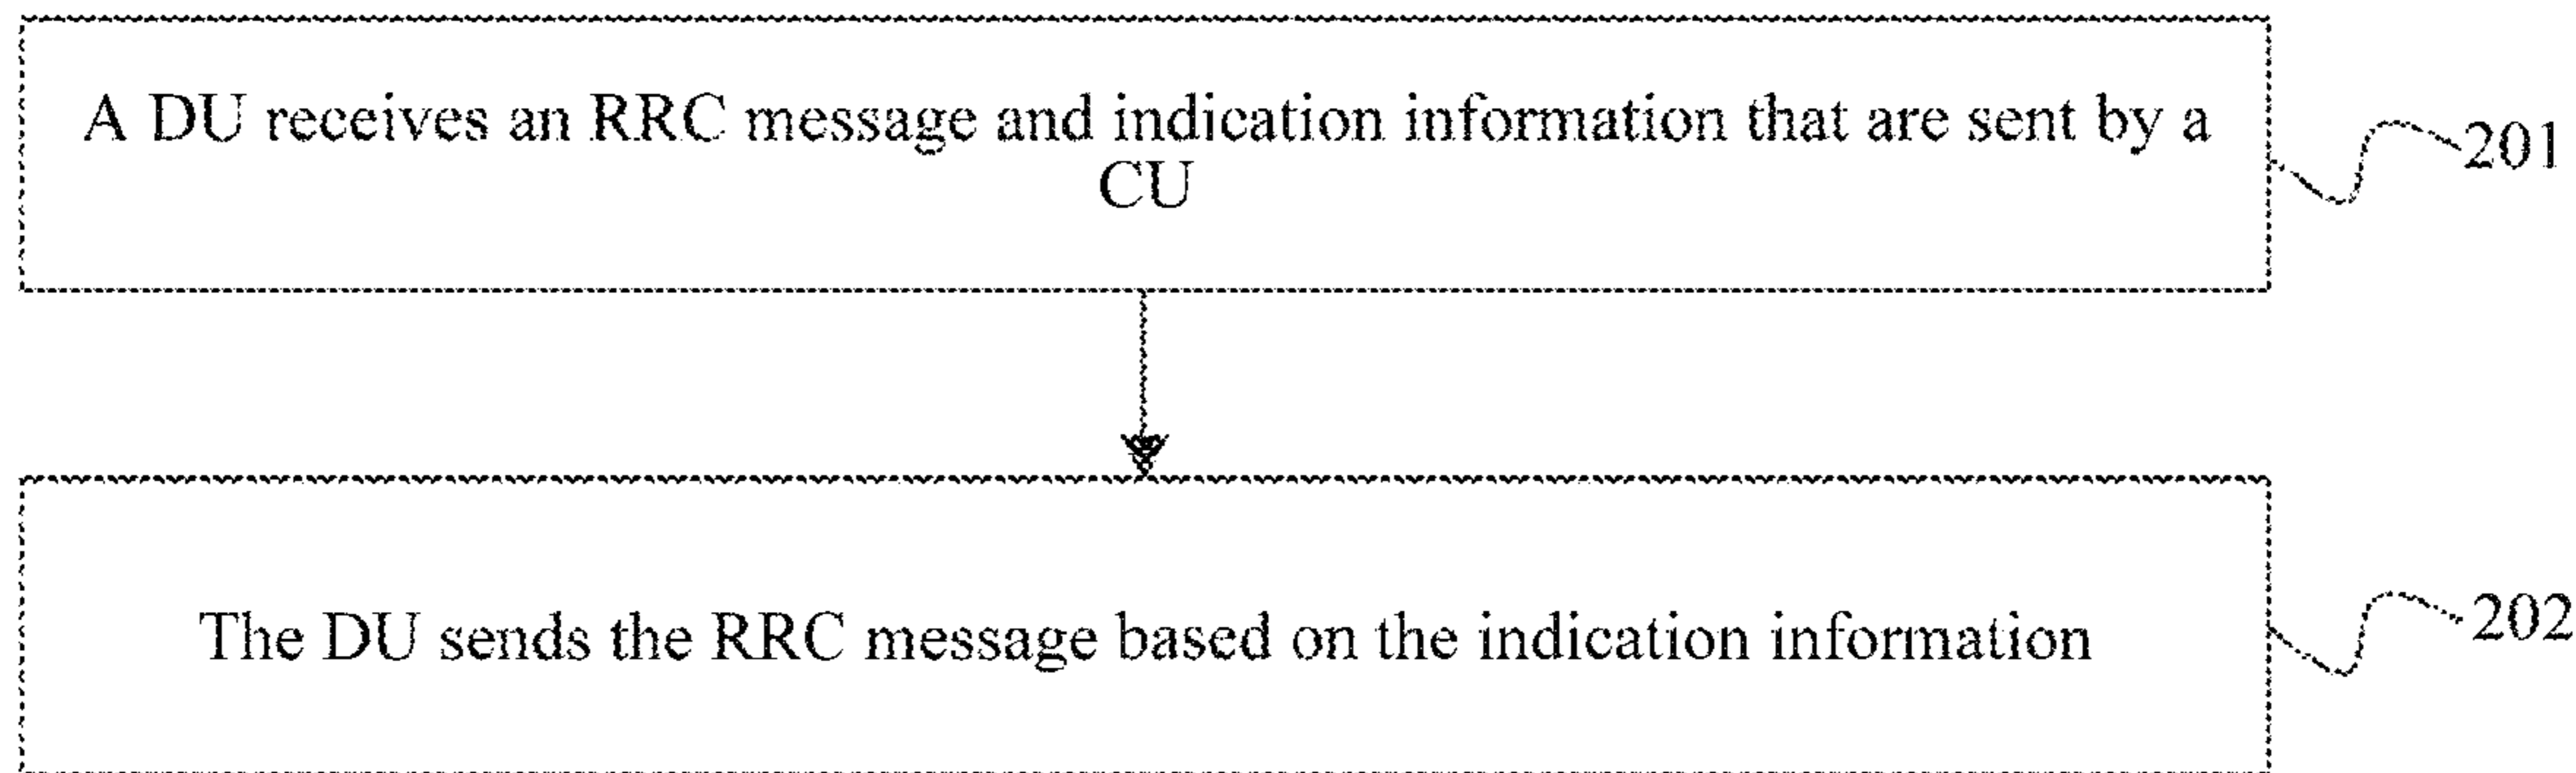 A DU receives an RRC message and indication information that are sent by a
CU
201
The DU sends the RRC message based on the indication information
202